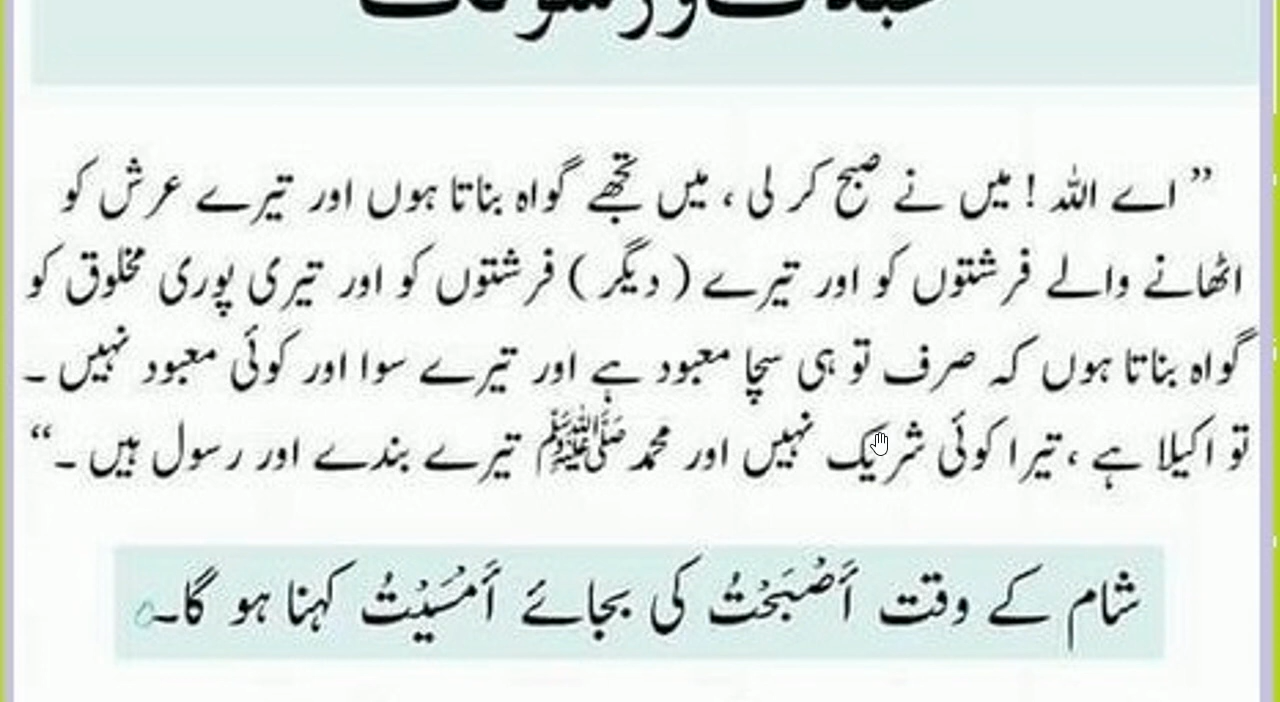 ” اے اللہ ! میں نے صبح کر لی ، میں تجھے گواہ بناتا ہوں اور تیرے عرش کو
اٹھانے والے فرشتوں کو اور تیرے ( دیگر ) فرشتوں کو اور تیری پوری مخلوق کو
گواہ بناتا ہوں کہ صرف تو ہی سچا معبود ہے اور تیرے سوا اور کوئی معبود نہیں ۔
تو اکیلا ہے ، تیرا کوئی شریک نہیں اور محمد ﷺ تیرے بندے اور رسول ہیں ۔“
شام کے وقت أَصْبَحْتُ کی بجائے أَمْسَيْتُ کہنا ہو گا۔